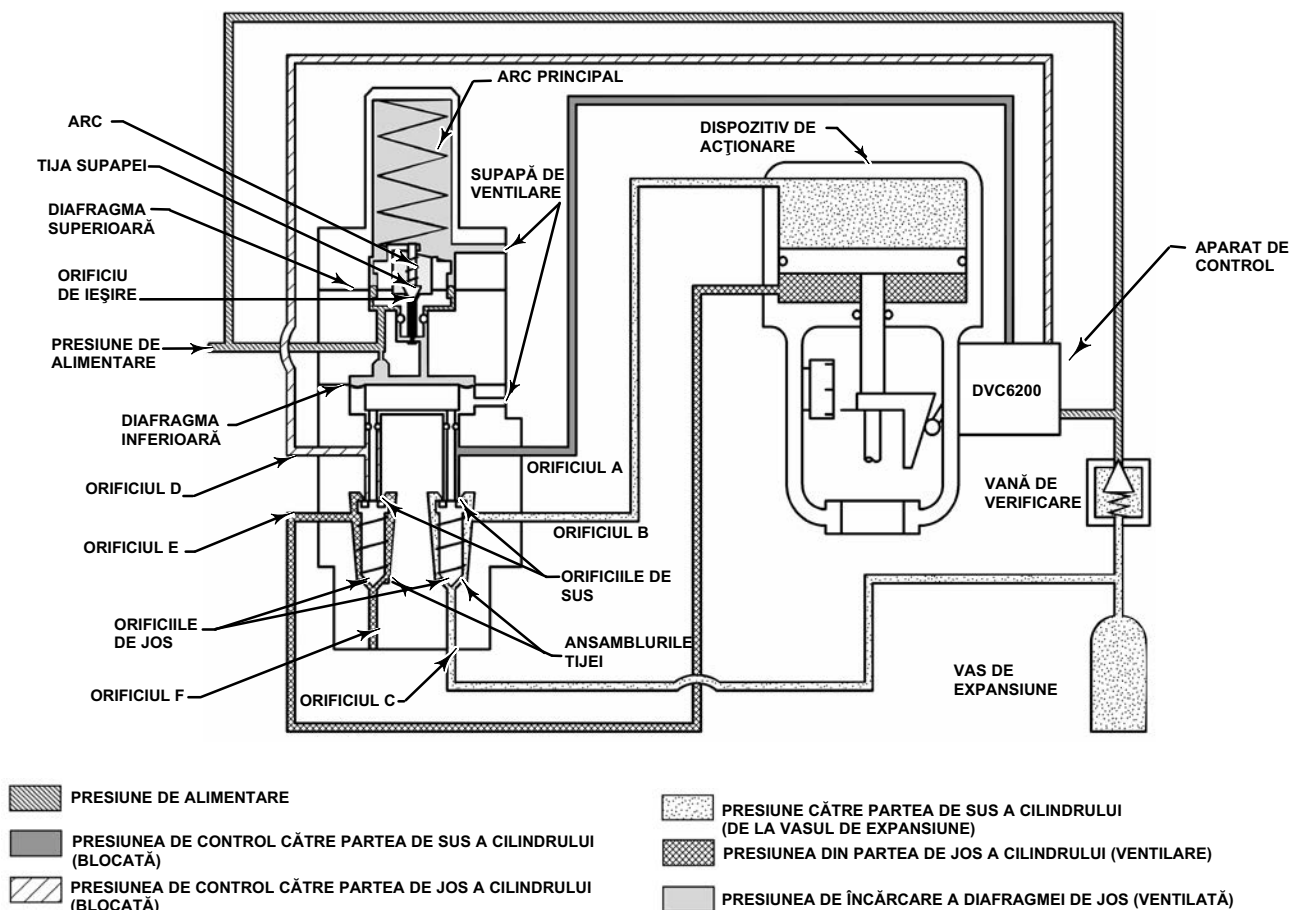 ARC PRINCIPAL
ARC
DISPOZITIV DE
ACŢIONARE
TIJA SUPAPEI
SUPAPĂ DE
VENTILARE
DIAFRAGMA
SUPERIOARĂ
APARAT DE
CONTROL
ORIFICIU
DE IEŞIRE
PRESIUNE DE
ALIMENTARE
DVC6200
DIAFRAGMA
INFERIOARĂ
ORIFICIUL A
ORIFICIUL D
VANĂ DE
VERIFICARE
ORIFICIUL E
ORIFICIUL B
ORIFICIILE DE
SUS
ORIFICIILE
DE JOS
ANSAMBLURILE
TIJEI
ORIFICIUL F
ORIFICIUL C
VAS DE
EXPANSIUNE
PRESIUNE DE ALIMENTARE
PRESIUNEA DE CONTROL CĂTRE PARTEA DE SUS A CILINDRULUI
(BLOCATĂ)
PRESIUNEA DE CONTROL CĂTRE PARTEA DE JOS A CILINDRULUI
(BLOCATĂ)
PRESIUNE CĂTRE PARTEA DE SUS A CILINDRULUI
(DE LA VASUL DE EXPANSIUNE)
PRESIUNEA DIN PARTEA DE JOS A CILINDRULUI (VENTILARE)
PRESIUNEA DE ÎNCĂRCARE A DIAFRAGMEI DE JOS (VENTILATĂ)